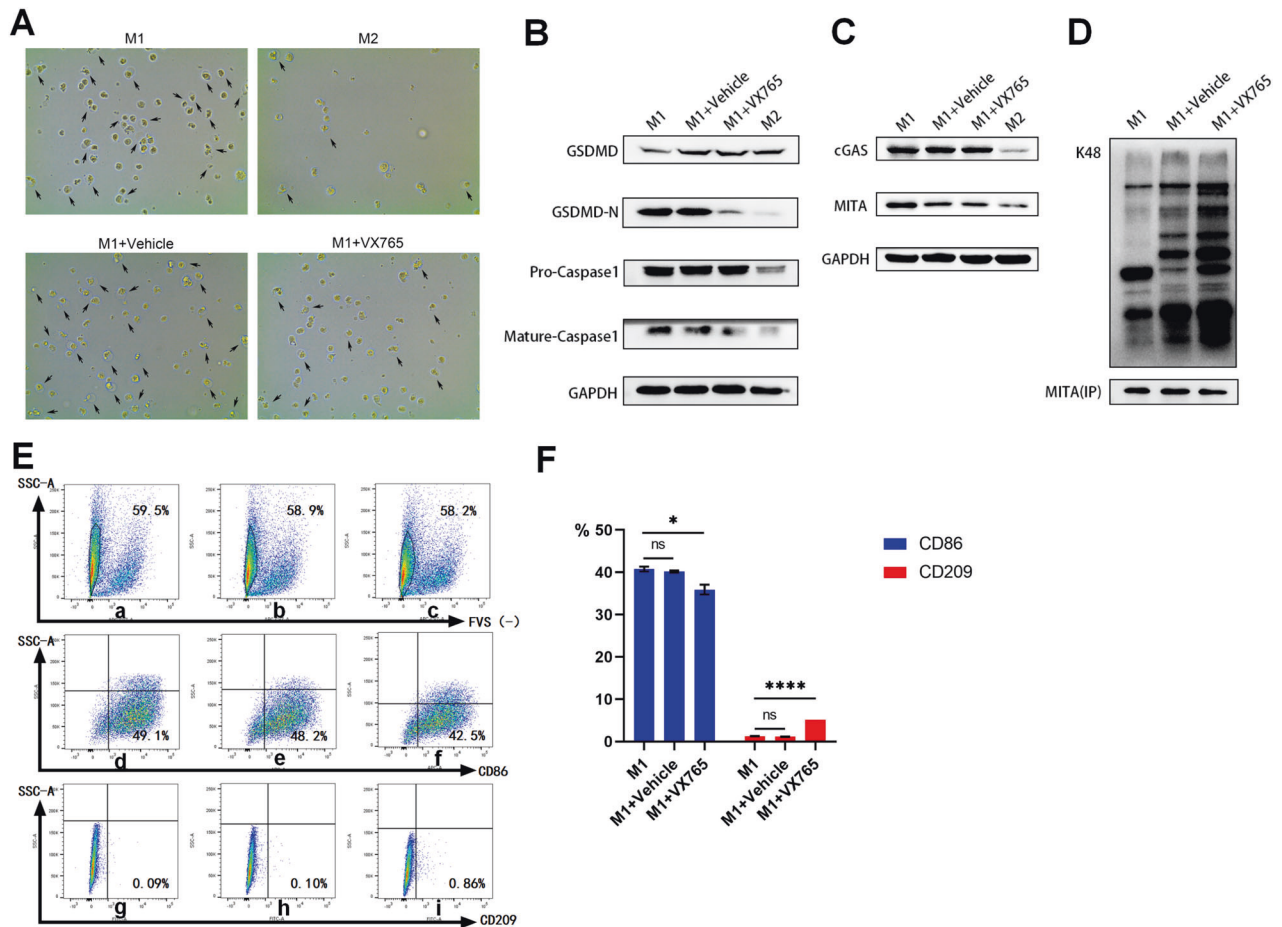 A
M1
M2
M1+Vehicle
M1+VX765
B
M1
M1+Vehicle
M1+VX765
M2
GSDMD
GSDMD-N
Pro-Caspase1
Mature-Caspase1
GAPDH
C
M1
M1+Vehicle
M1+VX765
M2
cGAS
MITA
GAPDH
D
M1
M1+Vehicle
M1+VX765
K48
MITA(IP)
E
SSC-A
59.5%
58.9%
58.2%
a
b
c
FVS (-)
SSC-A
49.1%
48.2%
42.5%
d
e
f
CD86
SSC-A
0.09%
0.10%
0.86%
g
h
i
CD209
F
%
50
40
30
20
10
0
*
ns
****
ns
M1
M1+Vehicle
M1+VX765
M1
M1+Vehicle
M1+VX765
CD86
CD209